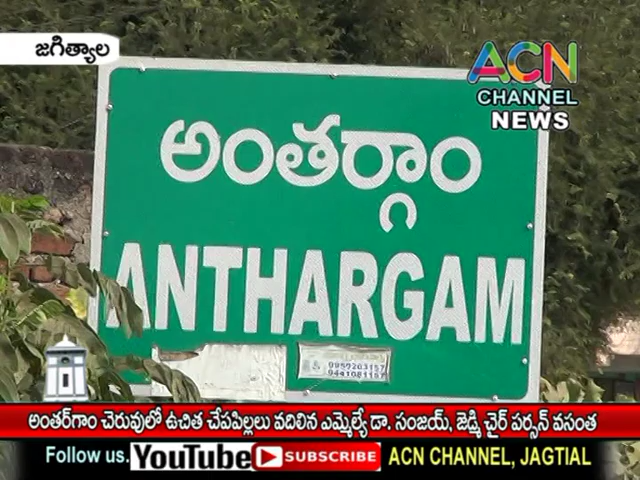 జగిత్యాల
ACN
CHANNEL
NEWS
అంతర్గాం
ANTHARGAM
అంతర్‌గాం చెరువులో ఉచిత చేపపిల్లలు వదిలిన ఎమ్మెల్యే డా. సంజయ్, జెడ్పి చైర్ పర్సన్ వసంత
Follow us. YouTube SUBSCRIBE ACN CHANNEL, JAGTIAL